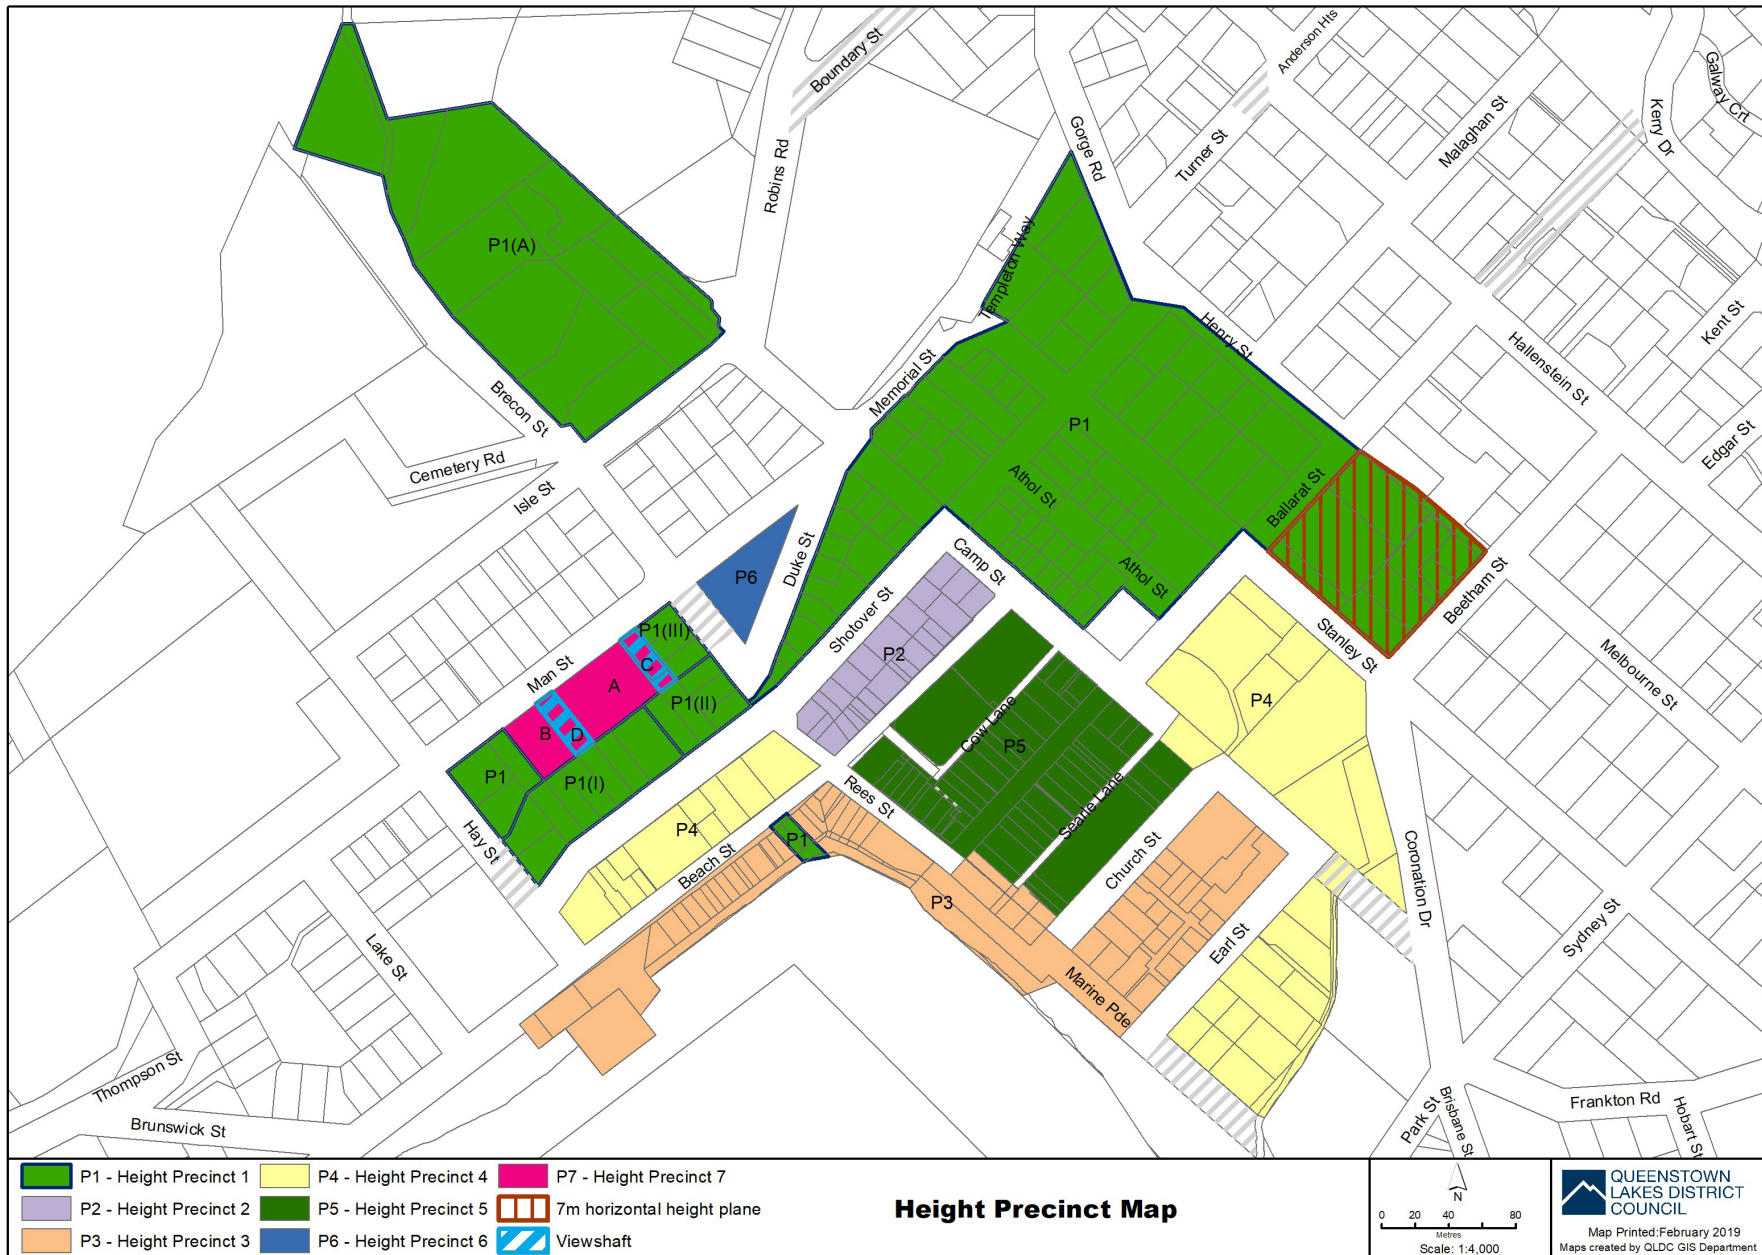 Boundary St
Anderson Hts
Galway Crt
Kerry Dr
Gorge Rd
Malaghan St
Turner St
Robins Rd
P1(A)
Templeton Way
Henry St
Kent St
Hallenstein St
Memorial St
Brecon St
P1
Edgar St
Cemetery Rd
Athol St
Ballarat St
Isle St
Duke St
Camp St
Athol St
Beetham St
P6
Shotover St
Stanley St
P1(III)
P2
Melbourne St
Man St
C
A
P1(II)
P4
B
D
Cow Lane
P5
P1
P1(I)
Rees St
Searle Lane
P4
P1
Hay St
Beach St
Church St
Coronation Dr
P3
Lake St
Earl St
Sydney St
Marine Pde
Thompson St
Brunswick St
Park St
Brisbane St
Frankton Rd
Hobart St
P1 - Height Precinct 1
P2 - Height Precinct 2
P3 - Height Precinct 3
P4 - Height Precinct 4
P5 - Height Precinct 5
P6 - Height Precinct 6
P7 - Height Precinct 7
7m horizontal height plane
Viewshaft
Height Precinct Map
N
0 20 40 80
Metres
Scale: 1:4,000
QUEENSTOWN
LAKES DISTRICT
COUNCIL
Map Printed:February 2019
Maps created by QLDC GIS Department